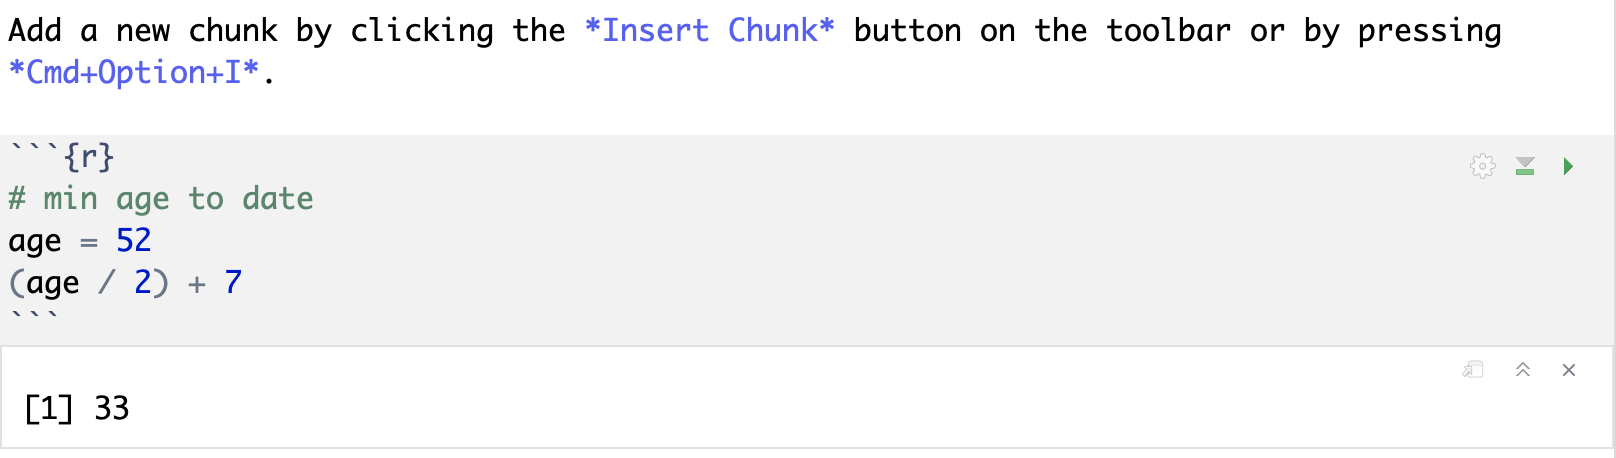 Add a new chunk by clicking the *Insert Chunk* button on the toolbar or by pressing
*Cmd+Option+I*.
```{r}
# min age to date
age = 52
(age / 2) + 7
```
[1] 33